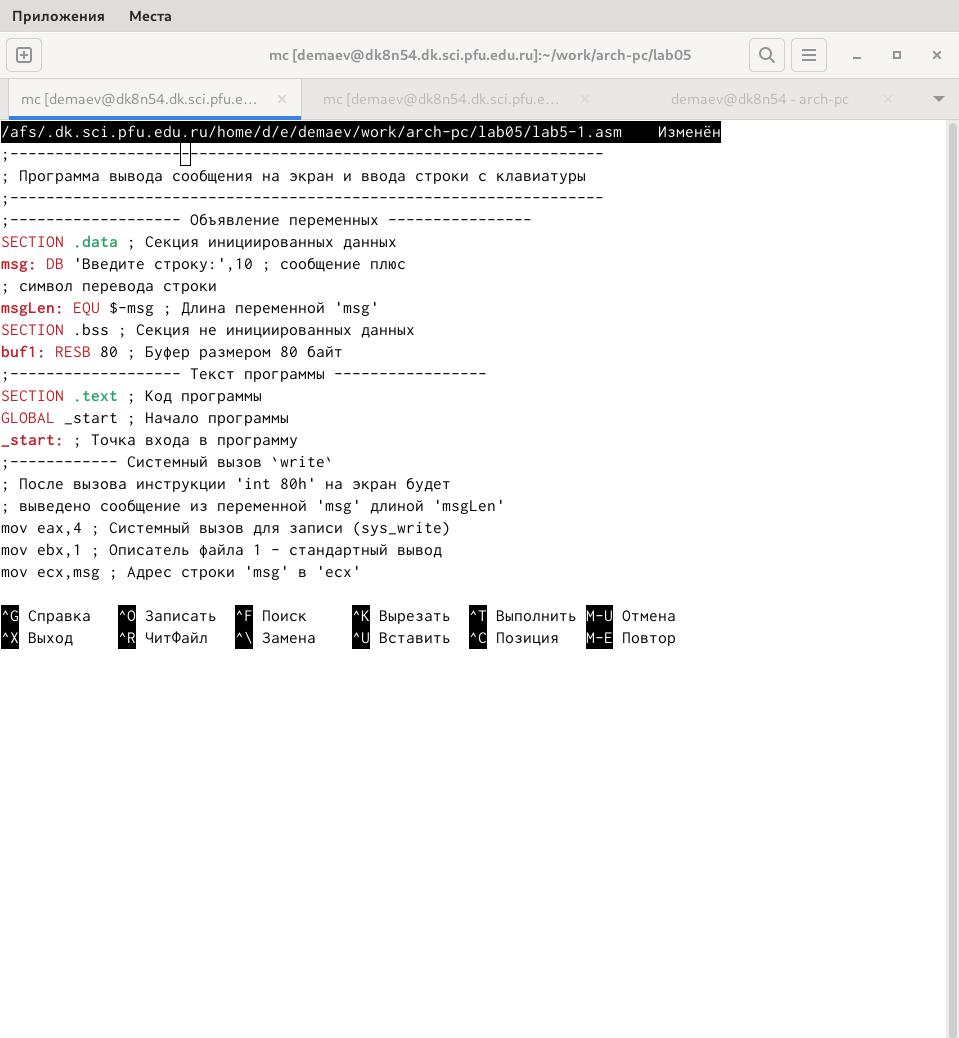 Приложения Места
mc [demaev@dk8n54.dk.sci.pfu.edu.ru]:~/work/arch-pc/lab05
mc [demaev@dk8n54.dk.sci.pfu.e... mc [demaev@dk8n54.dk.sci.pfu.e... demaev@dk8n54 - arch-pc
/afs/.dk.sci.pfu.edu.ru/home/d/e/demaev/work/arch-pc/lab05/lab5-1.asm Изменён
;------------------------------------------------------------------
; Программа вывода сообщения на экран и ввода строки с клавиатуры
;------------------------------------------------------------------
;------------------- Объявление переменных ----------------
SECTION .data ; Секция инициированных данных
msg: DB 'Введите строку:',10 ; сообщение плюс
; символ перевода строки
msgLen: EQU $-msg ; Длина переменной 'msg'
SECTION .bss ; Секция не инициированных данных
buf1: RESB 80 ; Буфер размером 80 байт
;------------------- Текст программы -----------------
SECTION .text ; Код программы
GLOBAL _start ; Начало программы
_start: ; Точка входа в программу
;------------ Системный вызов `write`
; После вызова инструкции 'int 80h' на экран будет
; выведено сообщение из переменной 'msg' длиной 'msgLen'
mov eax,4 ; Системный вызов для записи (sys_write)
mov ebx,1 ; Описатель файла 1 - стандартный вывод
mov ecx,msg ; Адрес строки 'msg' в 'ecx'
^G Справка ^O Записать ^F Поиск ^K Вырезать ^T Выполнить M-U Отмена
^X Выход ^R ЧитФайл ^\ Замена ^U Вставить ^C Позиция M-E Повтор